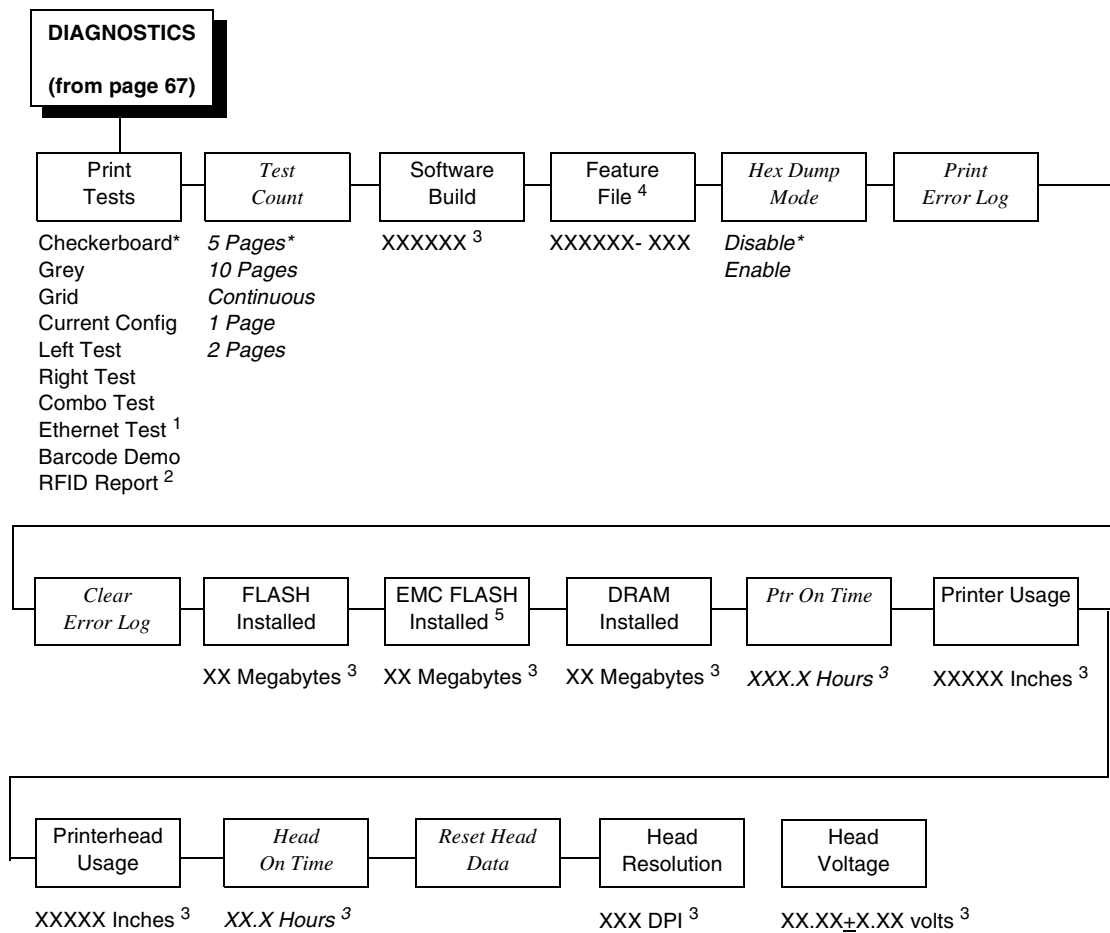 DIAGNOSTICS
(from page 67)
Print
Tests
Checkerboard*
Grey
Grid
Current Config
Left Test
Right Test
Combo Test
Ethernet Test 1
Barcode Demo
RFID Report 2
Test
Count
5 Pages*
10 Pages
Continuous
1 Page
2 Pages
Software
Build
XXXXXX 3
Feature
File 4
XXXXXX- XXX
Hex Dump
Mode
Disable*
Enable
Print
Error Log
Clear
Error Log
FLASH
Installed
XX Megabytes 3
EMC FLASH
Installed 5
XX Megabytes 3
DRAM
Installed
XX Megabytes 3
Ptr On Time
XXX.X Hours 3
Printer Usage
XXXXX Inches 3
Printerhead
Usage
XXXXX Inches 3
Head
On Time
XX.X Hours 3
Reset Head
Data
Head
Resolution
XXX DPI 3
Head
Voltage
XX.XX±X.XX volts 3